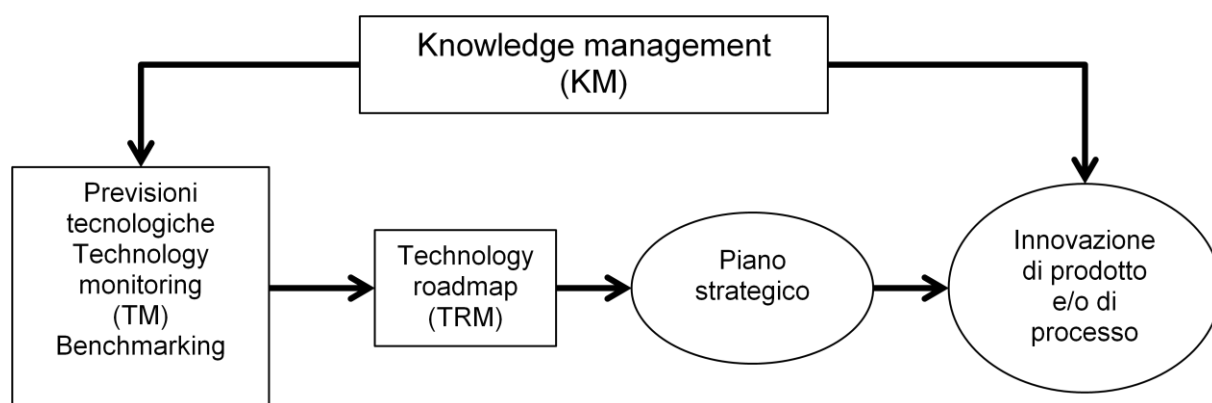 Knowledge management
(KM)
Previsioni
tecnologiche
Technology
monitoring
(TM)
Benchmarking
Technology
roadmap
(TRM)
Piano
strategico
Innovazione
di prodotto
e/o di
processo